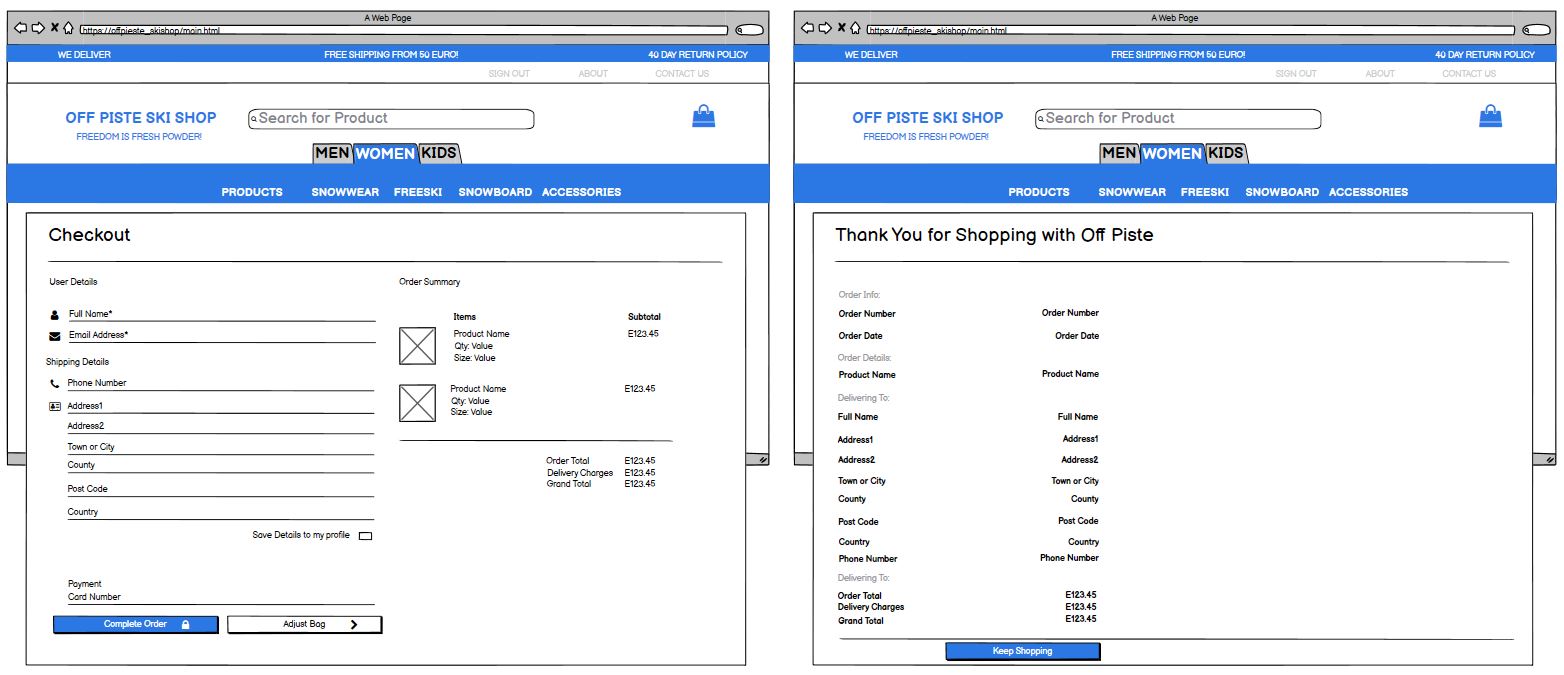 A Web Page
https://offpieste_skishop/main.html
WE DELIVER FREE SHIPPING FROM 50 EURO! 40 DAY RETURN POLICY
SIGN OUT ABOUT CONTACT US
OFF PISTE SKI SHOP
Search for Product
FREEDOM IS FRESH POWDER!
MEN WOMEN KIDS
PRODUCTS SNOWWEAR FREESKI SNOWBOARD ACCESSORIES
Checkout
User Details
Full Name*
Email Address*
Shipping Details
Phone Number
Address1
Address2
Town or City
County
Post Code
Country
Save Details to my profile
Payment
Card Number
Complete Order
Adjust Bag
Order Summary
Items Subtotal
Product Name E123.45
Qty: Value
Size: Value
Product Name E123.45
Qty: Value
Size: Value
Order Total E123.45
Delivery Charges E123.45
Grand Total E123.45
A Web Page
https://offpieste_skishop/main.html
WE DELIVER FREE SHIPPING FROM 50 EURO! 40 DAY RETURN POLICY
SIGN OUT ABOUT CONTACT US
OFF PISTE SKI SHOP
Search for Product
FREEDOM IS FRESH POWDER!
MEN WOMEN KIDS
PRODUCTS SNOWWEAR FREESKI SNOWBOARD ACCESSORIES
Thank You for Shopping with Off Piste
Order Info:
Order Number Order Number
Order Date Order Date
Order Details:
Product Name Product Name
Delivering To:
Full Name Full Name
Address1 Address1
Address2 Address2
Town or City Town or City
County County
Post Code Post Code
Country Country
Phone Number Phone Number
Delivering To:
Order Total E123.45
Delivery Charges E123.45
Grand Total E123.45
Keep Shopping